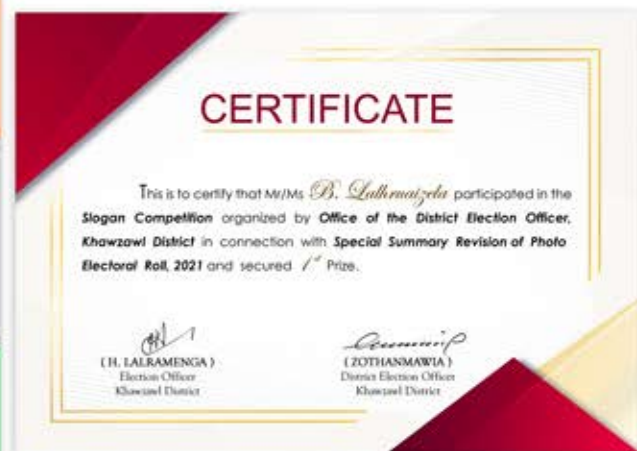 CERTIFICATE
This is to certify that Mr/Ms B. Lalhmaizela participated in the
Slogan Competition organized by Office of the District Election Officer,
Khawzawl District in connection with Special Summary Revision of Photo
Electoral Roll, 2021 and secured 1st Prize.
( H. LALRAMENGA )
Election Officer
Khawzawl District
( ZOTHANMAWIA )
District Election Officer
Khawzawl District